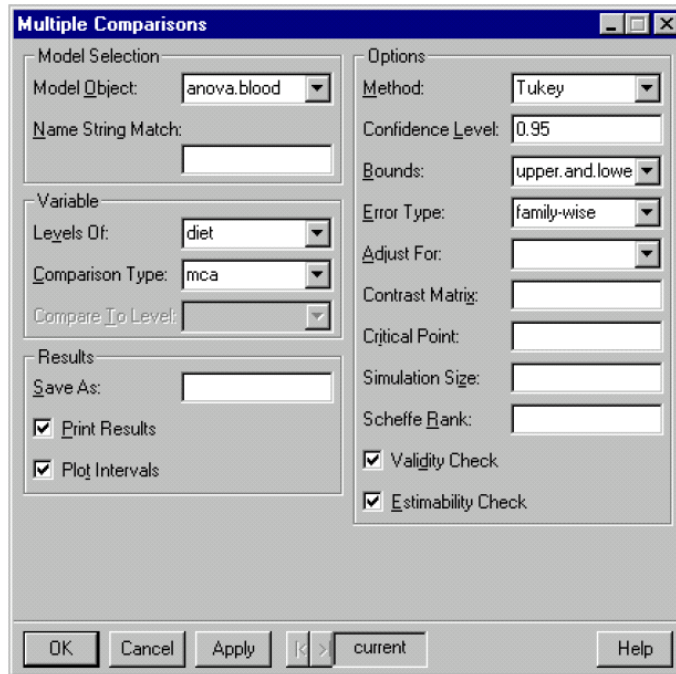 Multiple Comparisons
Model Selection
Model Object: anova.blood
Name String Match:
Variable
Levels Of: diet
Comparison Type: mca
Compare To Level:
Results
Save As:
Print Results
Plot Intervals
Options
Method: Tukey
Confidence Level: 0.95
Bounds: upper.and.lowe
Error Type: family-wise
Adjust For:
Contrast Matrix:
Critical Point:
Simulation Size:
Scheffe Rank:
Validity Check
Estimability Check
OK Cancel Apply current Help